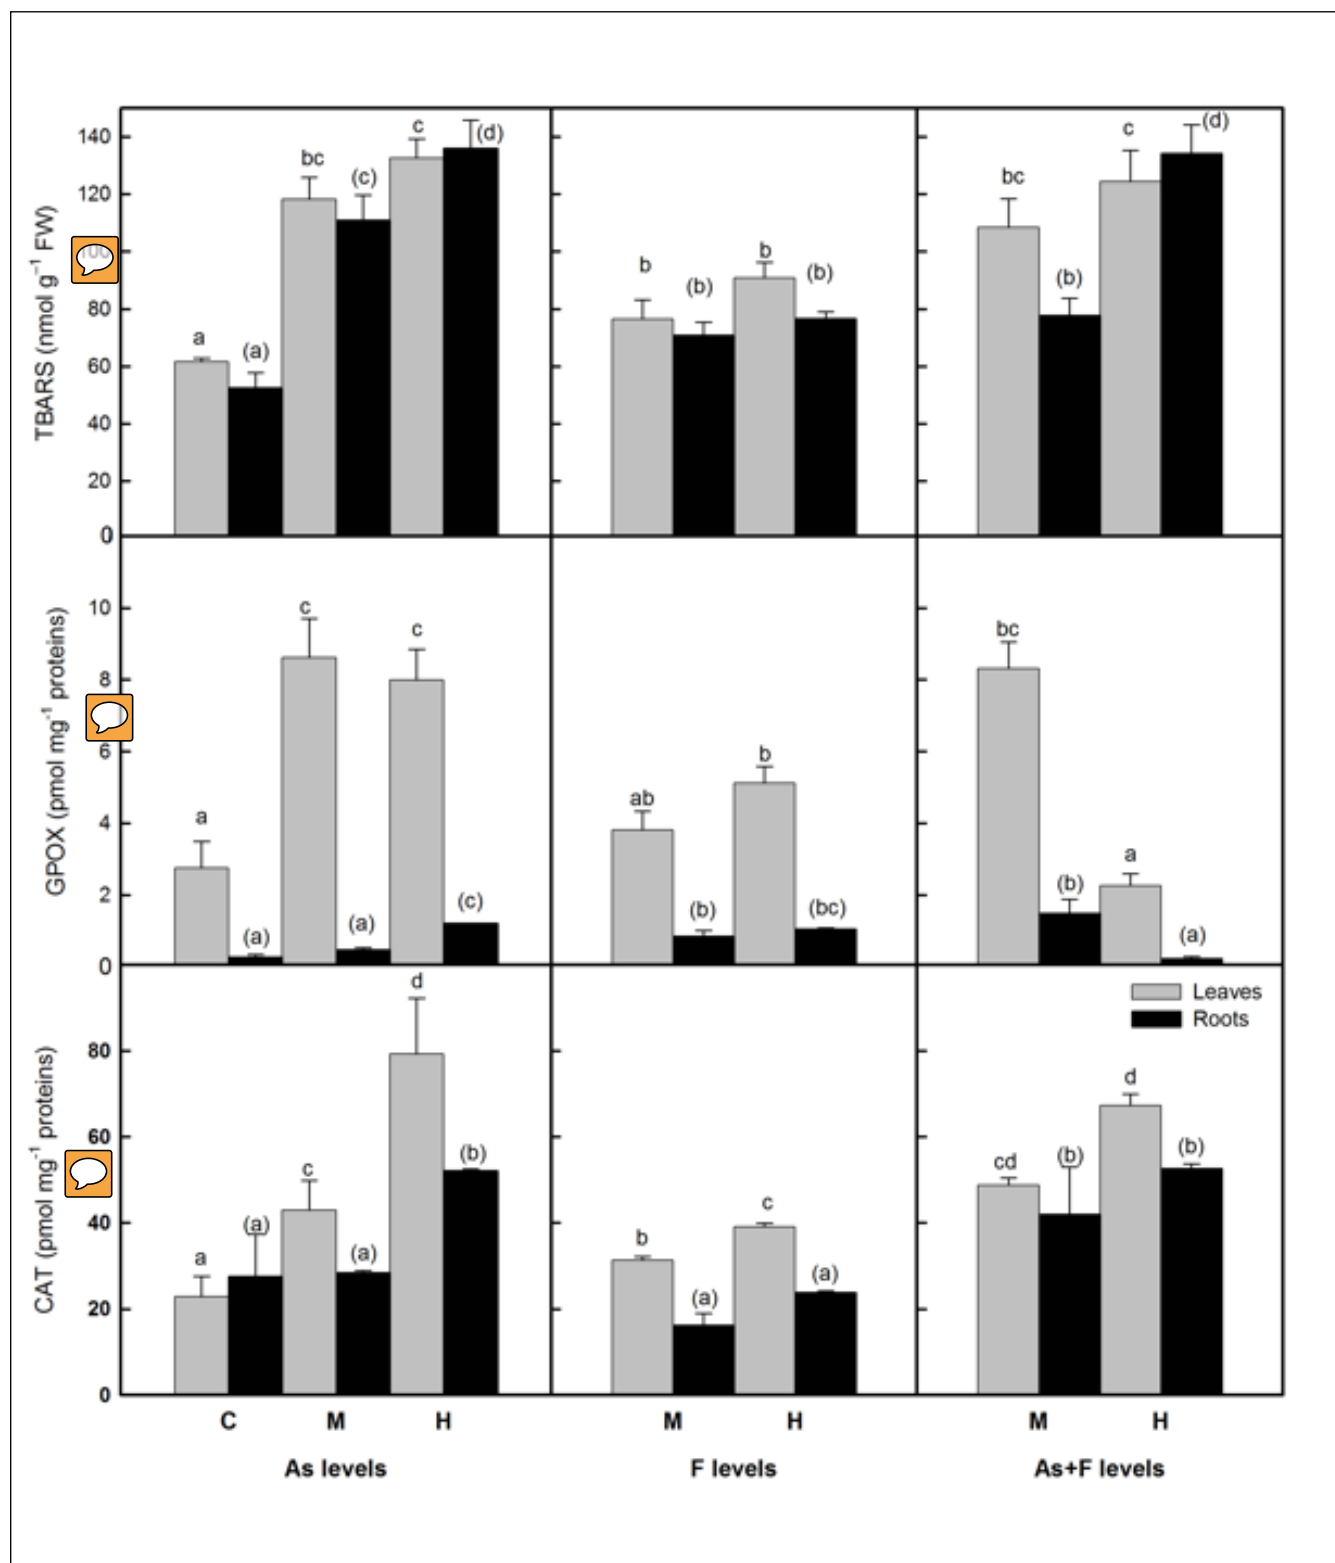 TBARS (nmol g⁻¹ FW)
140
120
100
80
60
40
20
0
a
(a)
bc
(c)
c
(d)
b
(b)
b
(b)
bc
(b)
c
(d)
GPOX (pmol mg⁻¹ proteins)
10
8
6
4
2
0
a
(a)
c
(a)
c
(c)
ab
(b)
b
(bc)
bc
(b)
a
(a)
CAT (pmol mg⁻¹ proteins)
80
60
40
20
0
a
(a)
c
(a)
d
(b)
b
(a)
c
(a)
cd
(b)
d
(b)
Leaves
Roots
C M H M H M H
As levels F levels As+F levels